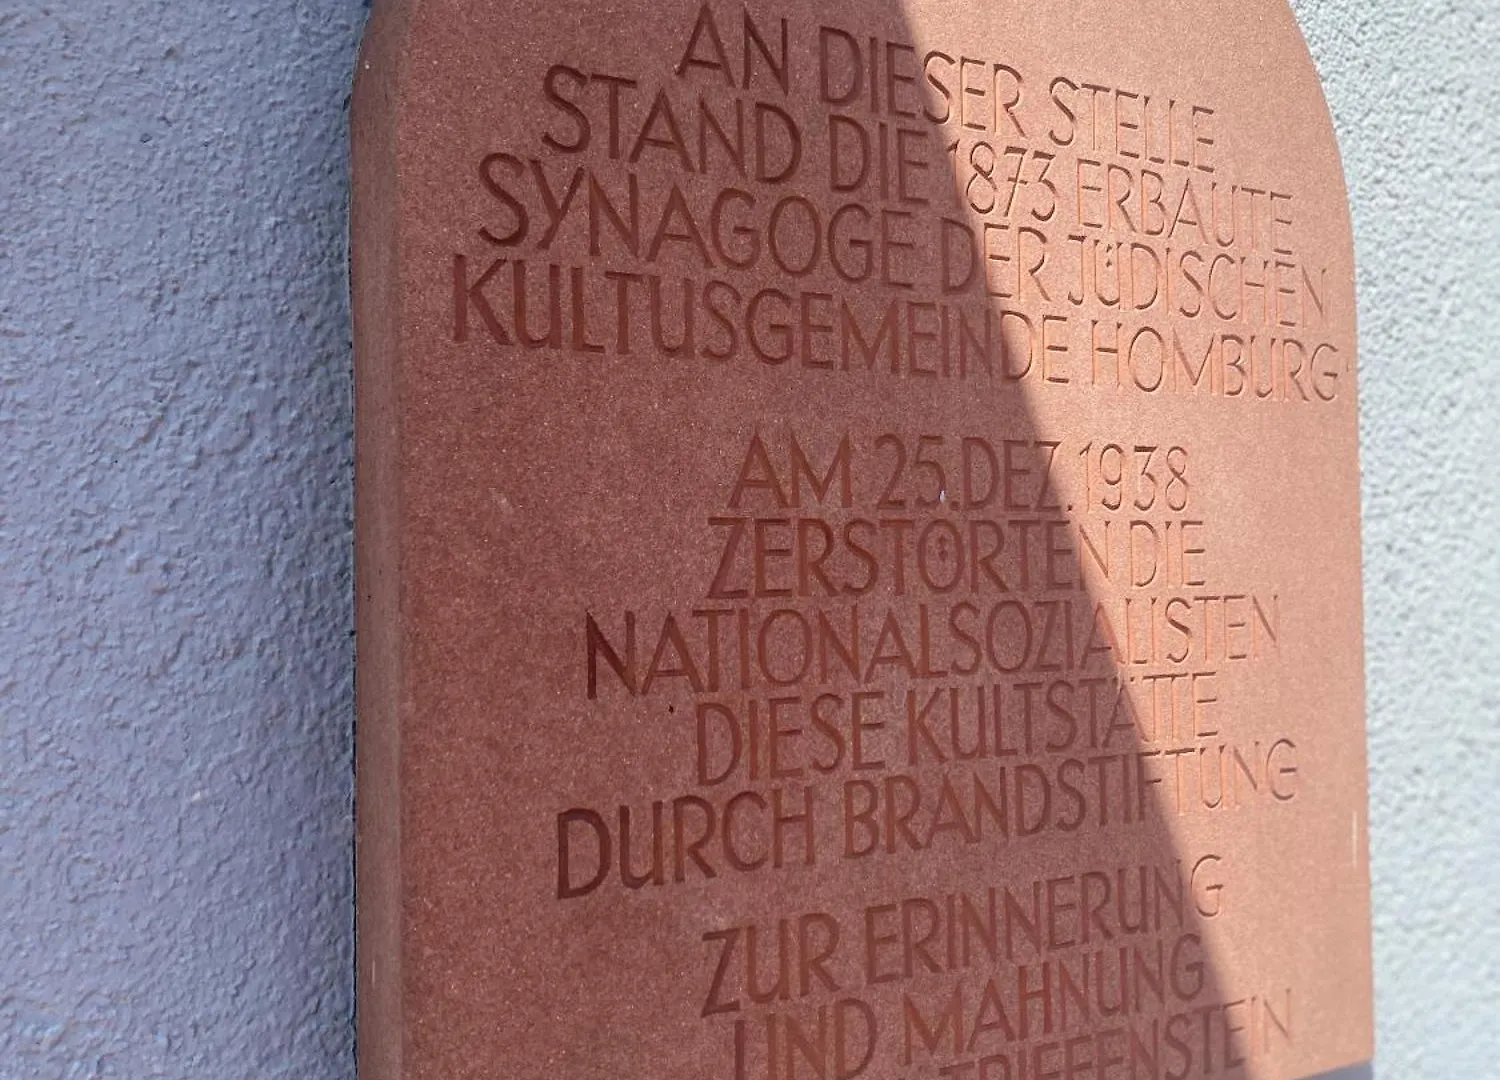 AN DIESER STELLE
STAND DIE 1873 ERBAUTE
SYNAGOGE DER JÜDISCHEN
KULTUSGEMEINDE HOMBURG
AM 25.DEZ.1938
ZERSTÖRTEN DIE
NATIONALSOZIALISTEN
DIESE KULTSTÄTTE
DURCH BRANDSTIFTUNG
ZUR ERINNERUNG
UND MAHNUNG
TRIEFENSTEIN